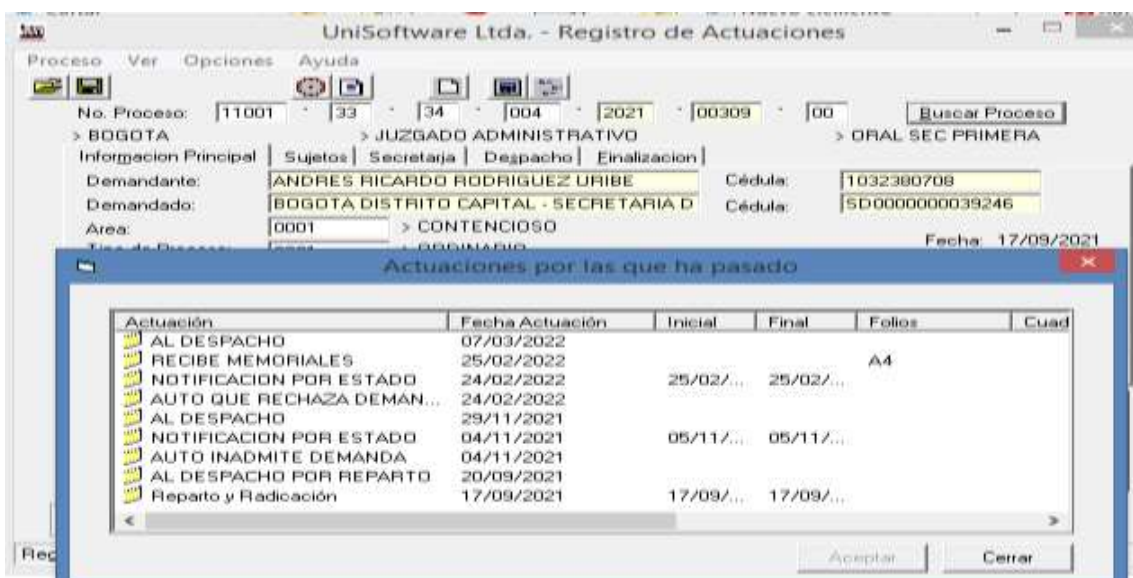 UniSoftware Ltda. - Registro de Actuaciones
Proceso Ver Opciones Ayuda
No. Proceso: 11001 - 33 - 34 - 004 - 2021 - 00309 - 00 Buscar Proceso
> BOGOTA > JUZGADO ADMINISTRATIVO > ORAL SEC PRIMERA
Informacion Principal Sujetos Secretaria Despacho Finalizacion
Demandante: ANDRES RICARDO RODRIGUEZ URIBE Cédula: 1032380708
Demandado: BOGOTA DISTRITO CAPITAL - SECRETARIA D Cédula: SD0000000039246
Area: 0001 > CONTENCIOSO
Fecha: 17/09/2021
Actuaciones por las que ha pasado
Actuación Fecha Actuación Inicial Final Folios Cuad
AL DESPACHO 07/03/2022
RECIBE MEMORIALES 25/02/2022 A4
NOTIFICACION POR ESTADO 24/02/2022 25/02/... 25/02/...
AUTO QUE RECHAZA DEMAN... 24/02/2022
AL DESPACHO 29/11/2021
NOTIFICACION POR ESTADO 04/11/2021 05/11/... 05/11/...
AUTO INADMITE DEMANDA 04/11/2021
AL DESPACHO POR REPARTO 20/09/2021
Reparto y Radicación 17/09/2021 17/09/... 17/09/...
Aceptar Cerrar